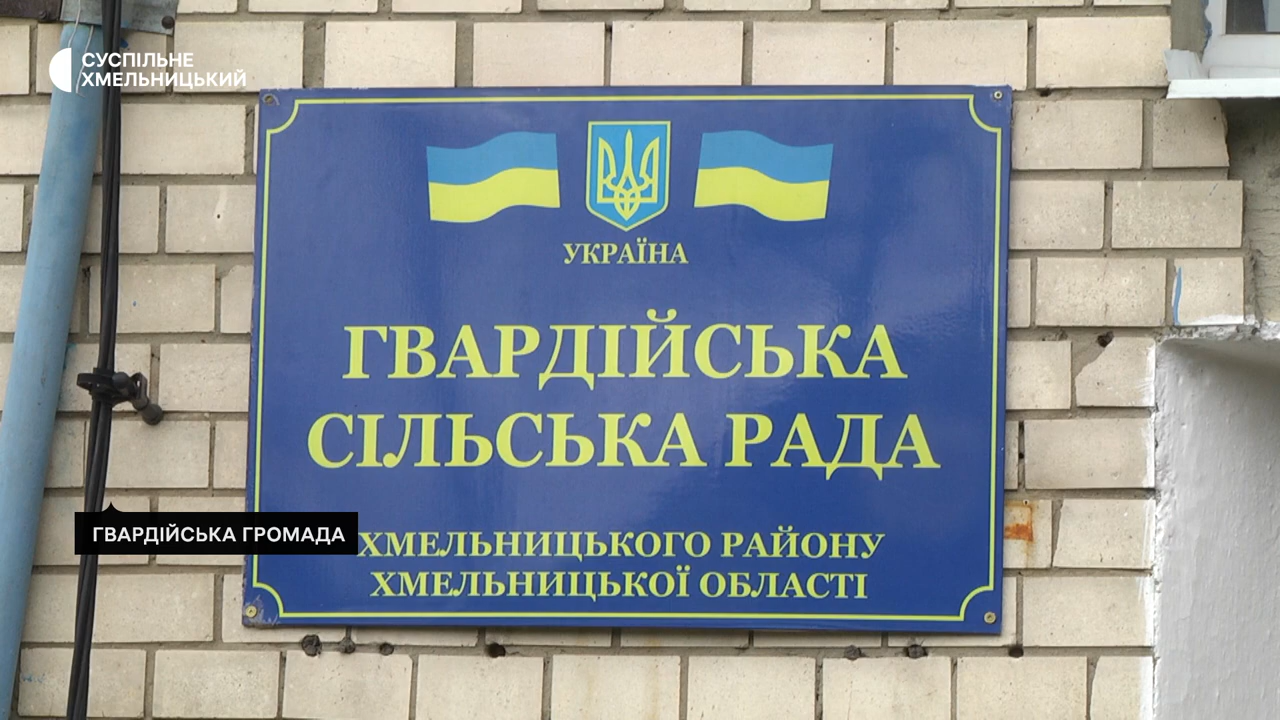 СУСПІЛЬНЕ
ХМЕЛЬНИЦЬКИЙ
УКРАЇНА
ГВАРДІЙСЬКА
СІЛЬСЬКА РАДА
ГВАРДІЙСЬКА ГРОМАДА
ХМЕЛЬНИЦЬКОГО РАЙОНУ
ХМЕЛЬНИЦЬКОЇ ОБЛАСТІ